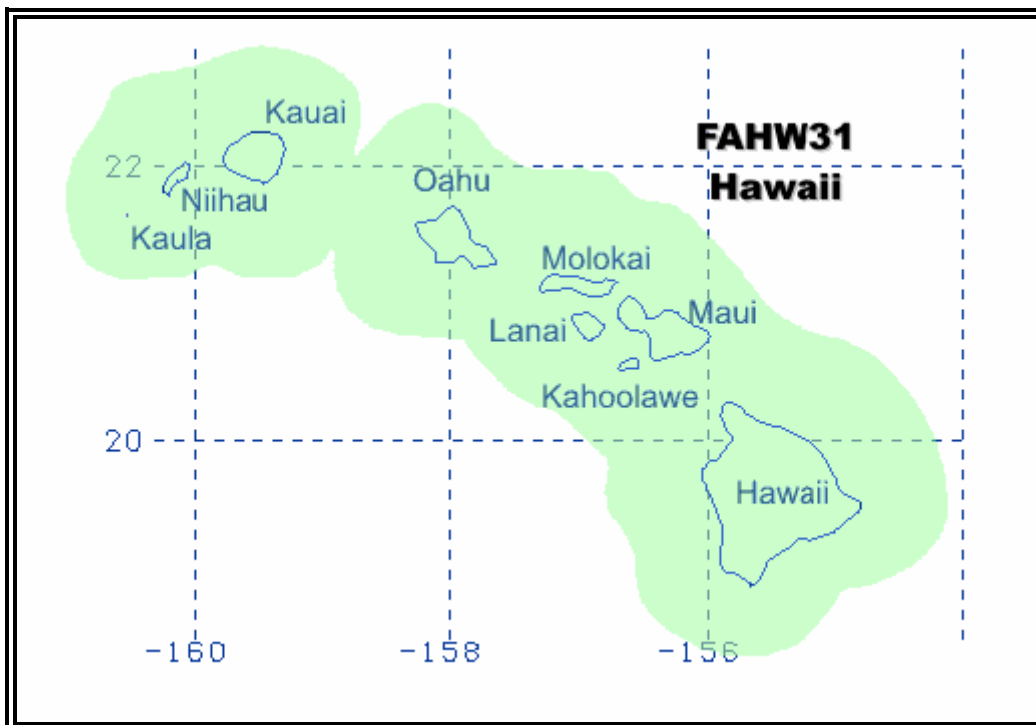 Kauai
FAHW31
22
Hawaii
Oahu
Niihau
Kaula
Molokai
Lanai
Maui
Kahoolawe
20
Hawaii
-160
-158
-156